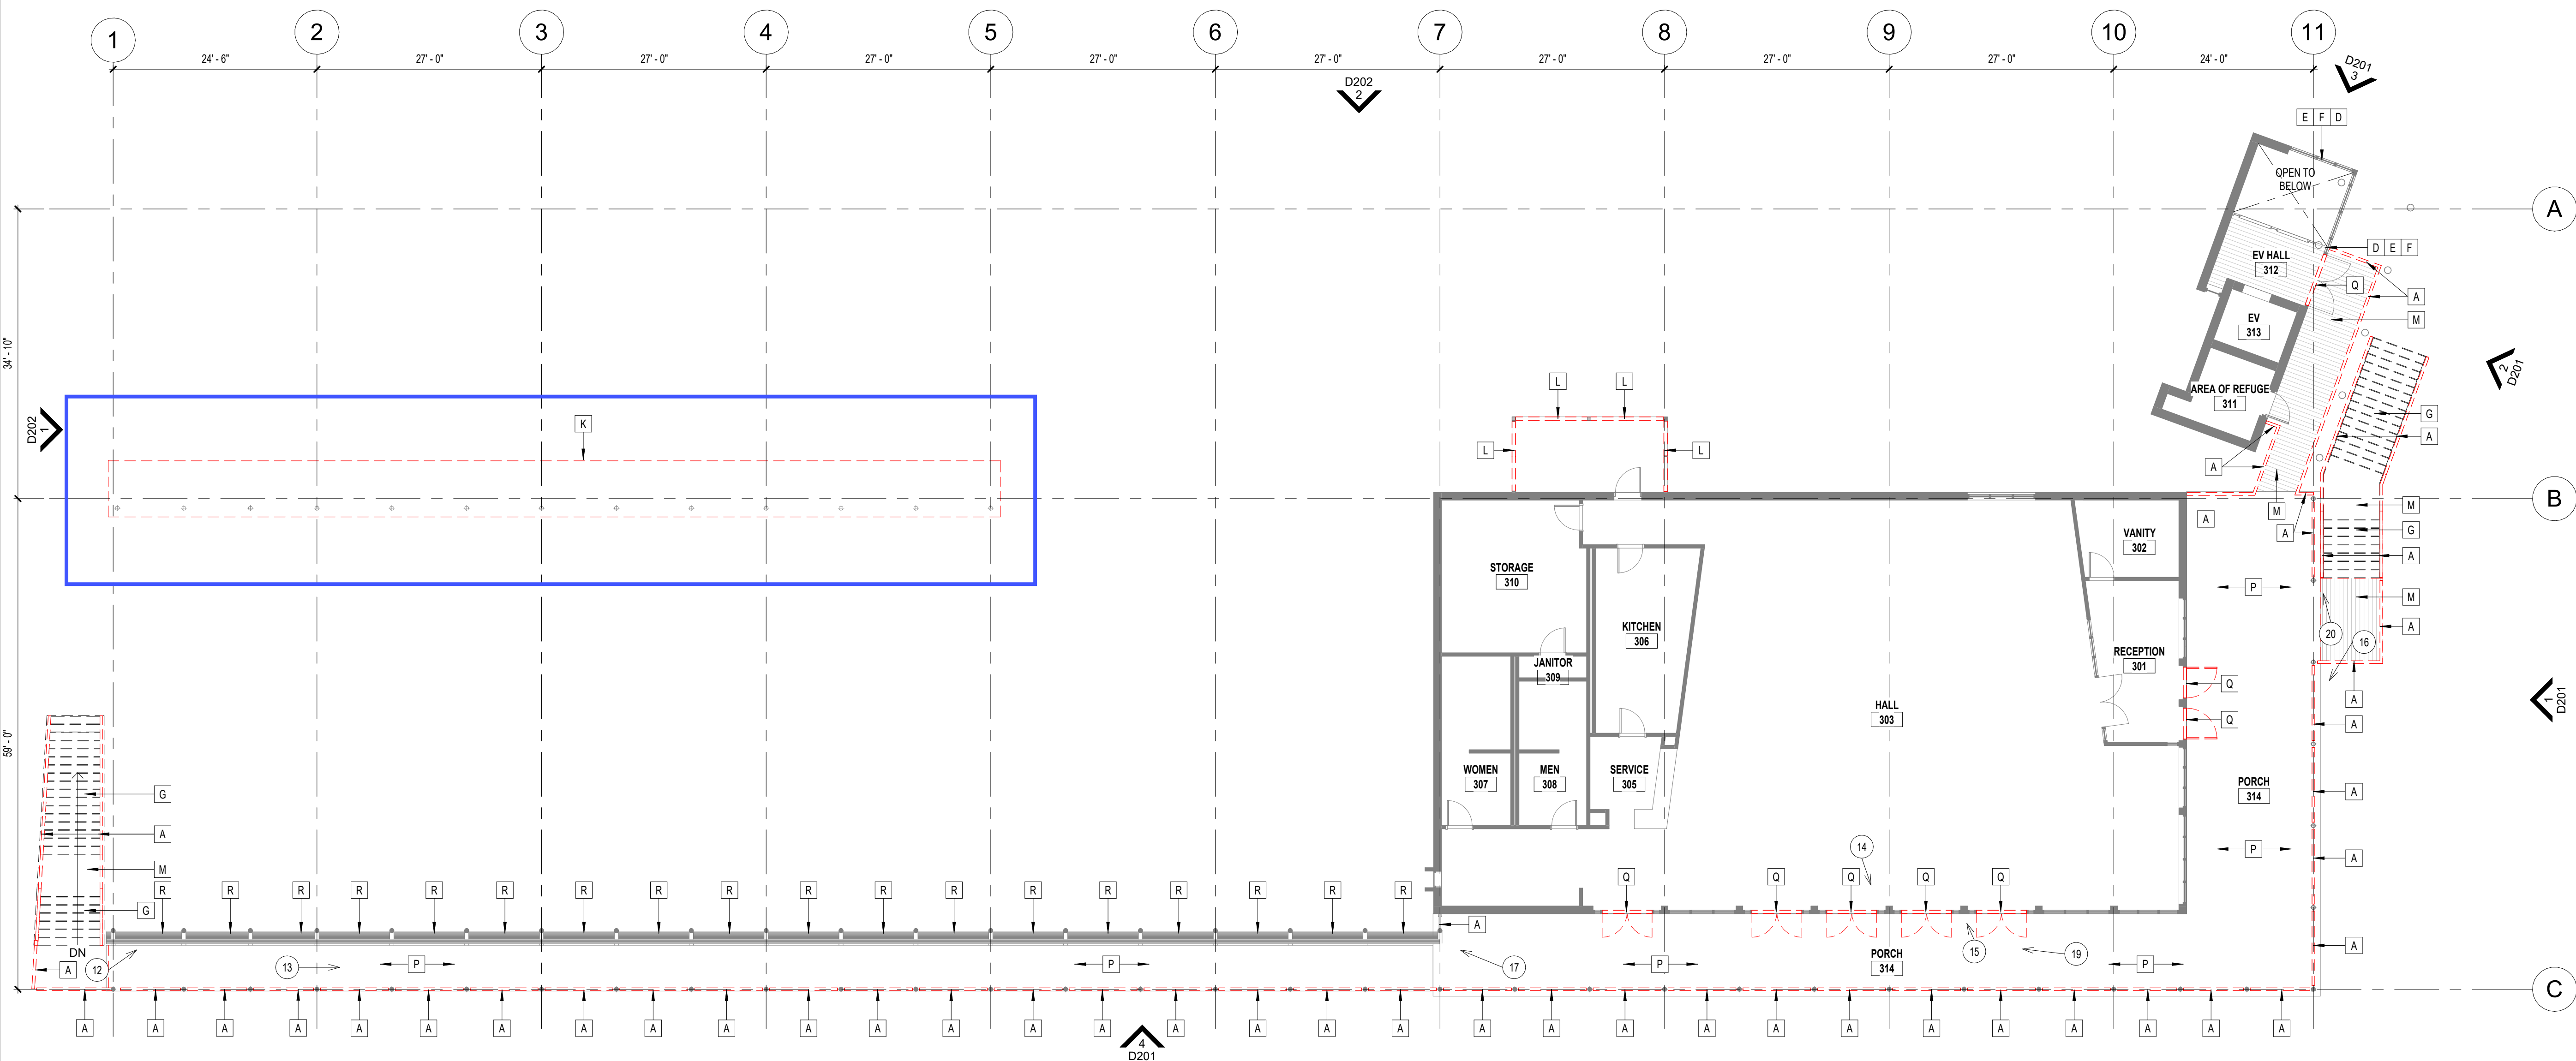 1 2 3 4 5 6 7 8 9 10 11
24' - 6" 27' - 0" 27' - 0" 27' - 0" 27' - 0" 27' - 0" 27' - 0" 27' - 0" 27' - 0" 24' - 0"
D202
2
D201
3
E F D
OPEN TO
BELOW
A
D E F
EV HALL
312
Q
A
M
EV
313
34' - 10"
2
D201
L L
AREA OF REFUGE
311
G
A
D202
1
K
L L
A
B
M
M
A
A
G
A
VANITY
302
STORAGE
310
P
M
KITCHEN
306
A
20
16
RECEPTION
301
JANITOR
309
Q
A
1
D201
HALL
303
Q
A
59' - 0"
WOMEN
307
MEN
308
SERVICE
305
PORCH
314
A
G
A
14
P
A
M
R R R R R R R R R R R R R R R R R R
Q Q Q Q Q
G
A
A
DN
A
12
13
P
P
17
P
PORCH
314
15
19
P
C
A A A A A A A A A A A A A A A A A A A A A A A A A A A A A A A
4
D201